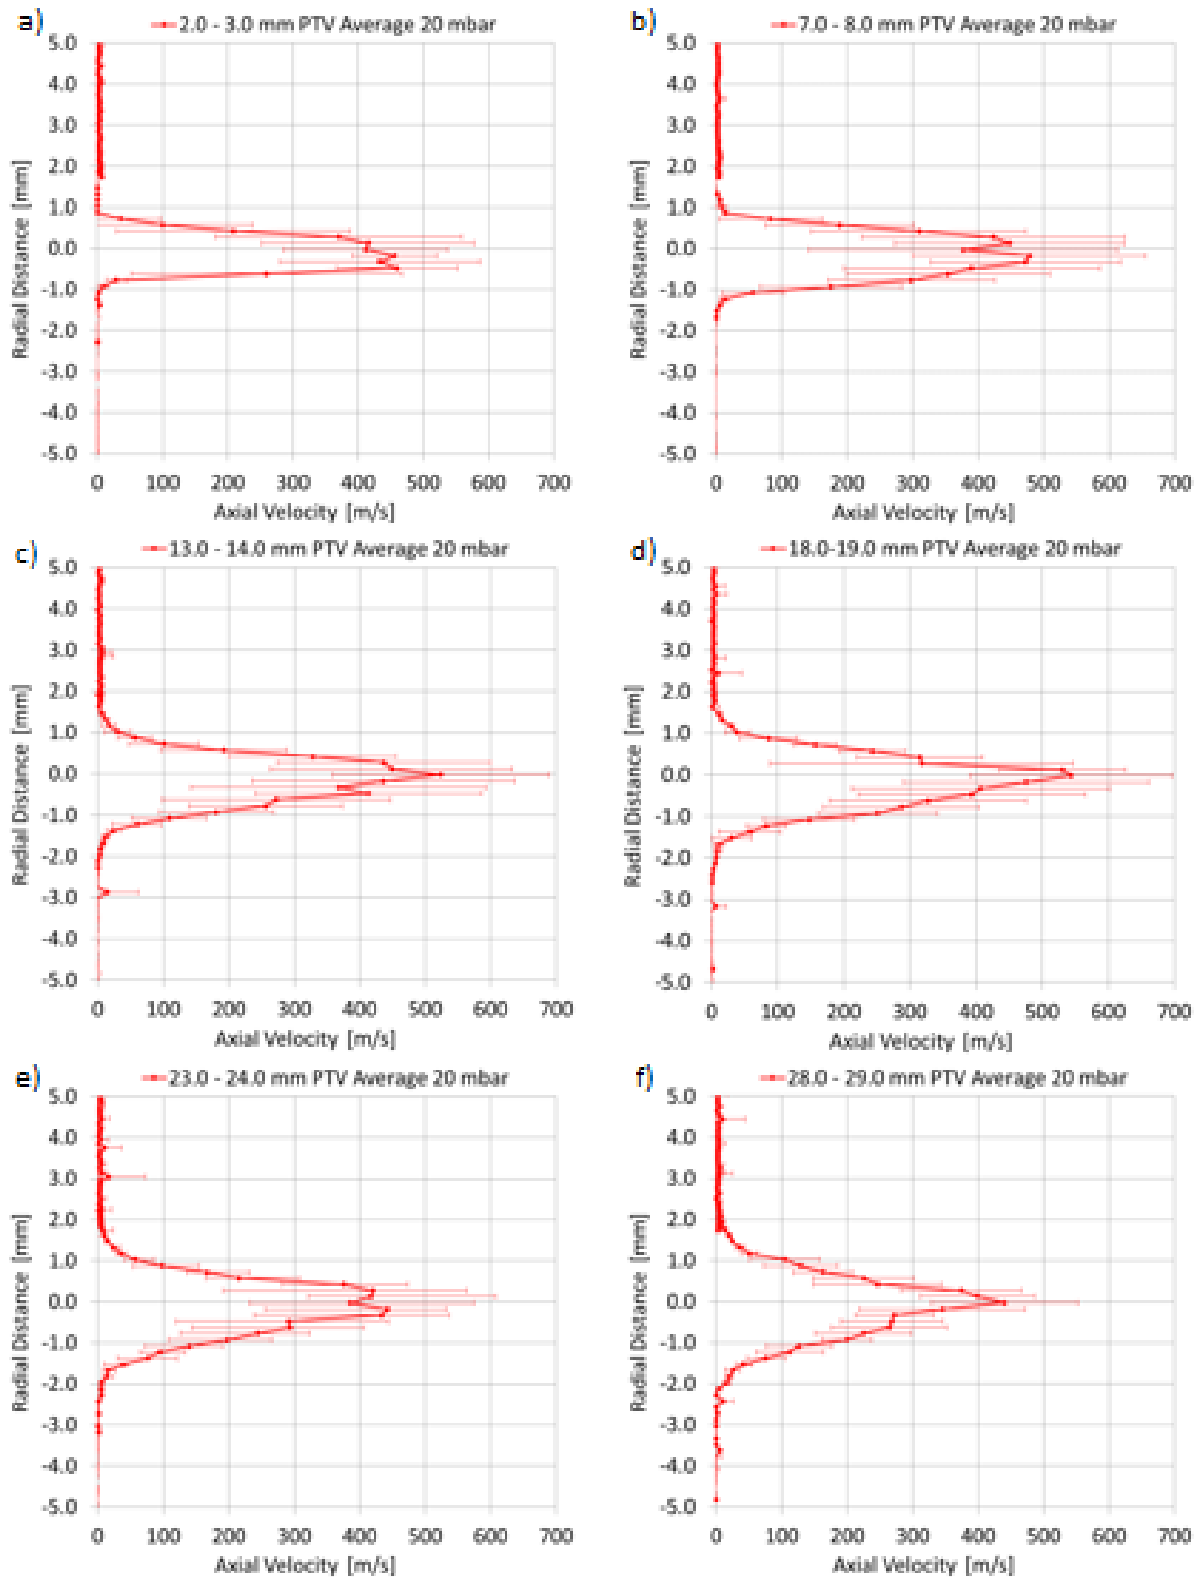 a)
2.0 - 3.0 mm PTV Average 20 mbar
5.0
4.0
3.0
2.0
1.0
0.0
-1.0
-2.0
-3.0
-4.0
-5.0
Radial Distance [mm]
0 100 200 300 400 500 600 700
Axial Velocity [m/s]
b)
7.0 - 8.0 mm PTV Average 20 mbar
5.0
4.0
3.0
2.0
1.0
0.0
-1.0
-2.0
-3.0
-4.0
-5.0
Radial Distance [mm]
0 100 200 300 400 500 600 700
Axial Velocity [m/s]
c)
13.0 - 14.0 mm PTV Average 20 mbar
5.0
4.0
3.0
2.0
1.0
0.0
-1.0
-2.0
-3.0
-4.0
-5.0
Radial Distance [mm]
0 100 200 300 400 500 600 700
Axial Velocity [m/s]
d)
18.0-19.0 mm PTV Average 20 mbar
5.0
4.0
3.0
2.0
1.0
0.0
-1.0
-2.0
-3.0
-4.0
-5.0
Radial Distance [mm]
0 100 200 300 400 500 600 700
Axial Velocity [m/s]
e)
23.0 - 24.0 mm PTV Average 20 mbar
5.0
4.0
3.0
2.0
1.0
0.0
-1.0
-2.0
-3.0
-4.0
-5.0
Radial Distance [mm]
0 100 200 300 400 500 600 700
Axial Velocity [m/s]
f)
28.0 - 29.0 mm PTV Average 20 mbar
5.0
4.0
3.0
2.0
1.0
0.0
-1.0
-2.0
-3.0
-4.0
-5.0
Radial Distance [mm]
0 100 200 300 400 500 600 700
Axial Velocity [m/s]